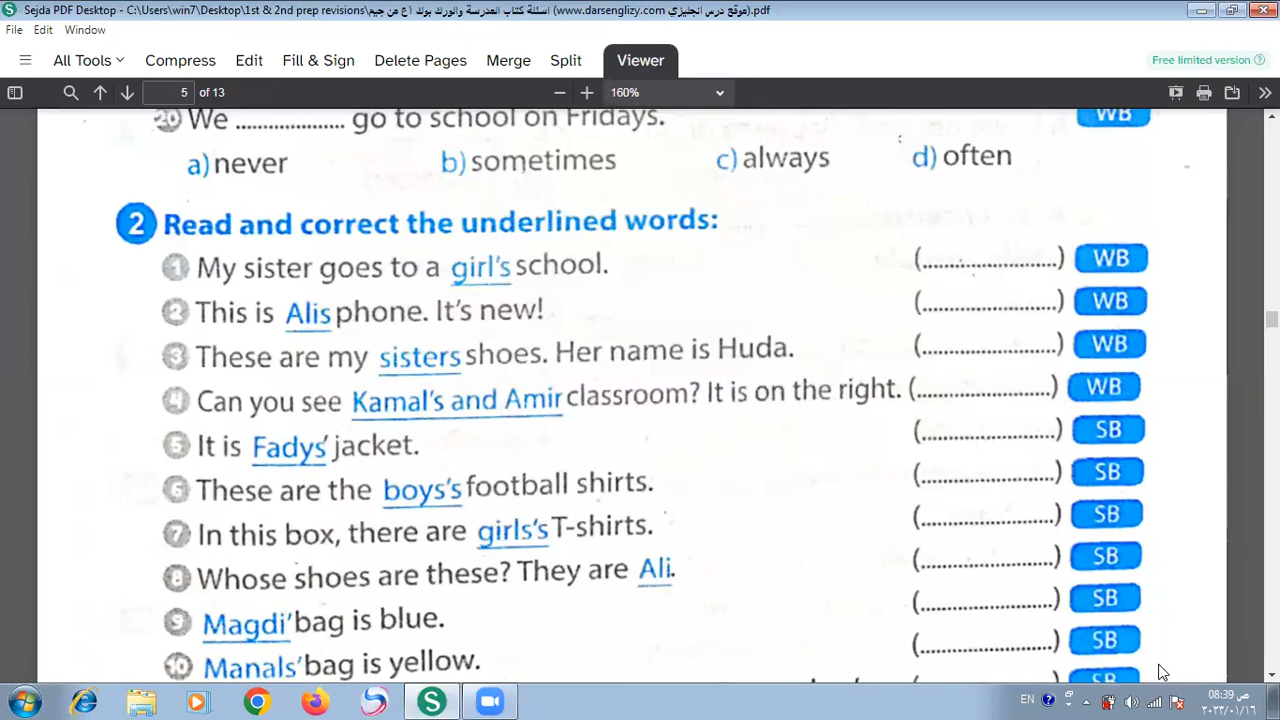 Sejda PDF Desktop - C:\Users\win7\Desktop\1st & 2nd prep revisions\اسئلة كتاب المدرسة والورك بوك (ع من جيم (www.darsenglizy.com موقع درس انجليزي).pdf
File Edit Window
All Tools Compress Edit Fill & Sign Delete Pages Merge Split Viewer Free limited version
5 of 13 160%
20 We .................... go to school on Fridays. WB
a) never b) sometimes c) always d) often
2 Read and correct the underlined words:
1 My sister goes to a girl's school. (........................) WB
2 This is Alis phone. It's new! (........................) WB
3 These are my sisters shoes. Her name is Huda. (........................) WB
4 Can you see Kamal's and Amir classroom? It is on the right. (........................) WB
5 It is Fadys' jacket. (........................) SB
6 These are the boys's football shirts. (........................) SB
7 In this box, there are girls's T-shirts. (........................) SB
8 Whose shoes are these? They are Ali. (........................) SB
9 Magdi' bag is blue. (........................) SB
10 Manals' bag is yellow. (........................) SB
SB
EN 08:39 ص
٢٠٢٣/٠١/١٦